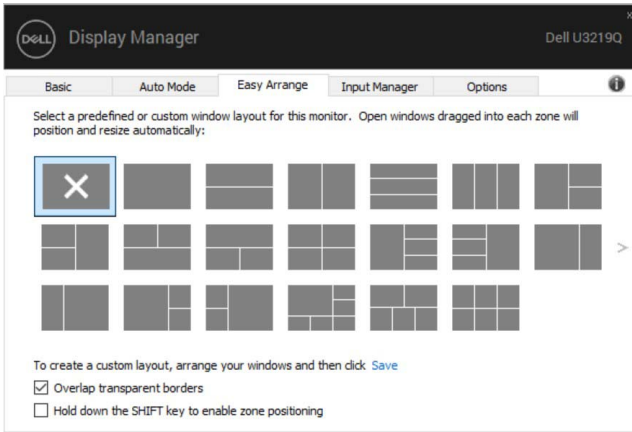 DELL Display Manager
Dell U3219Q
Basic Auto Mode Easy Arrange Input Manager Options
Select a predefined or custom window layout for this monitor. Open windows dragged into each zone will
position and resize automatically:
To create a custom layout, arrange your windows and then click Save
Overlap transparent borders
Hold down the SHIFT key to enable zone positioning